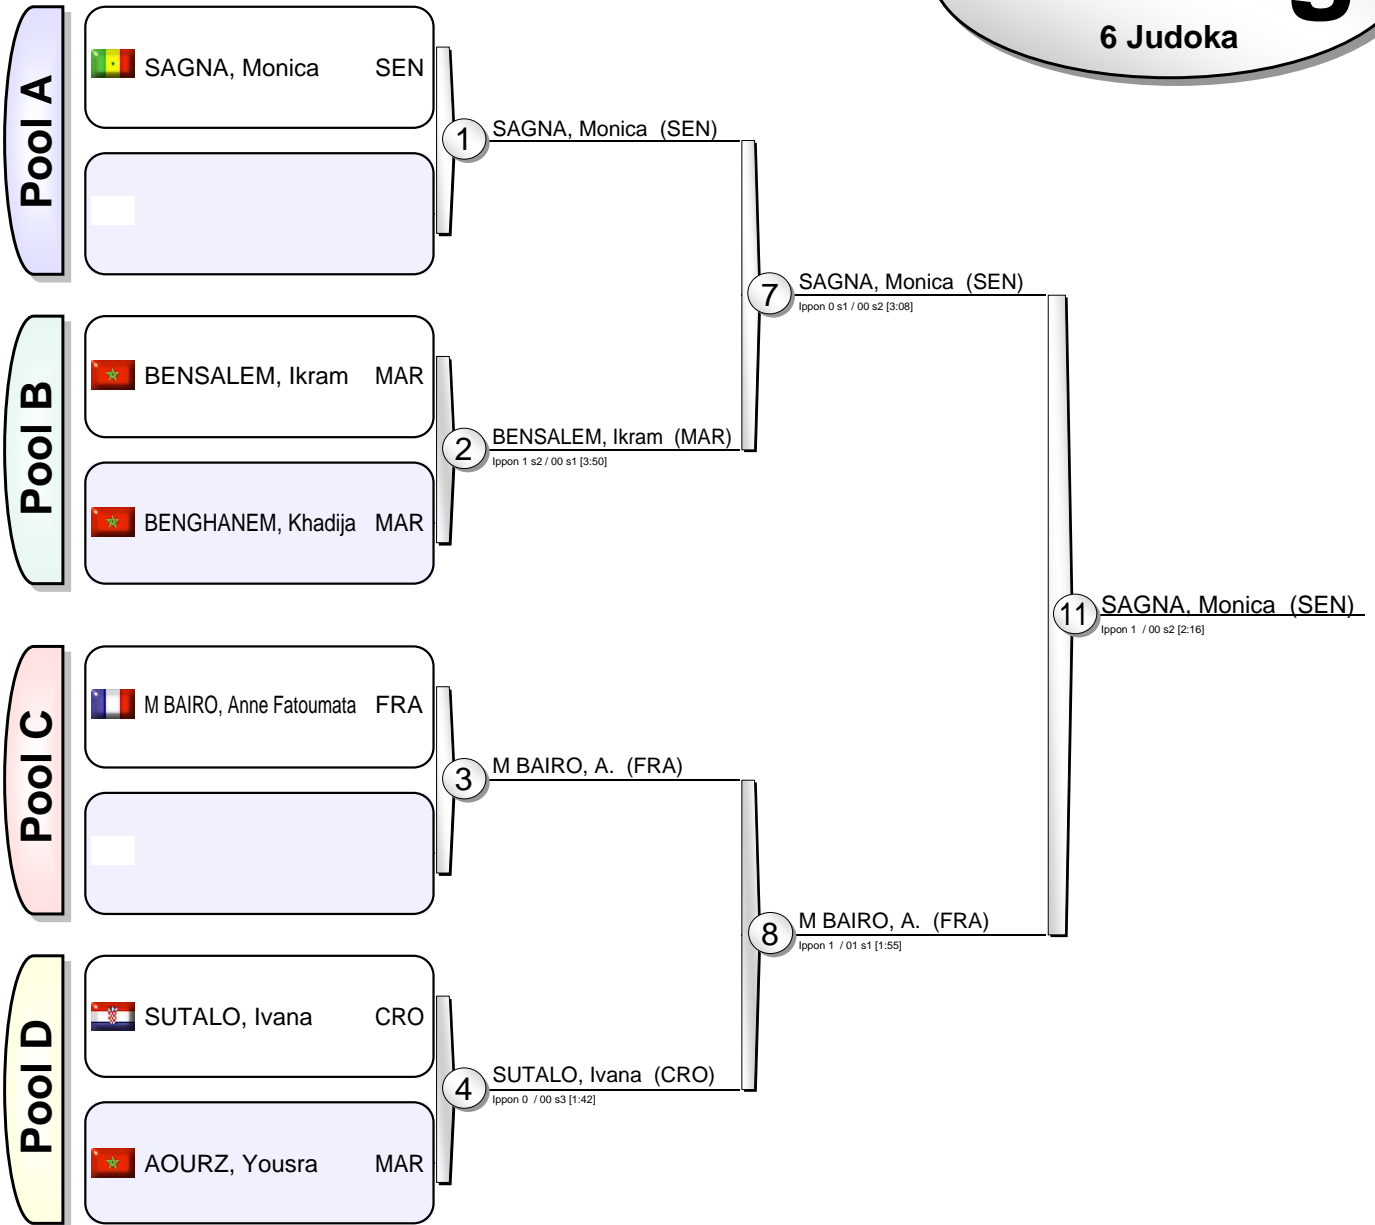 6 Judoka
Pool A
SAGNA, Monica SEN
1
SAGNA, Monica (SEN)
7
SAGNA, Monica (SEN)
Ippon 0 s1 / 00 s2 [3:08]
Pool B
BENSALEM, Ikram MAR
2
BENSALEM, Ikram (MAR)
Ippon 1 s2 / 00 s1 [3:50]
BENGHANEM, Khadija MAR
11
SAGNA, Monica (SEN)
Ippon 1 / 00 s2 [2:16]
Pool C
M BAIRO, Anne Fatoumata FRA
3
M BAIRO, A. (FRA)
8
M BAIRO, A. (FRA)
Ippon 1 / 01 s1 [1:55]
Pool D
SUTALO, Ivana CRO
4
SUTALO, Ivana (CRO)
Ippon 0 / 00 s3 [1:42]
AOURZ, Yousra MAR